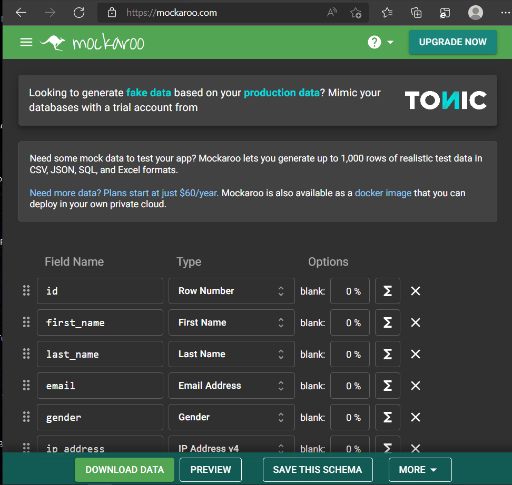 https://mockaroo.com
mockaroo
? UPGRADE NOW
Looking to generate fake data based on your production data? Mimic your
databases with a trial account from
TONIC
Need some mock data to test your app? Mockaroo lets you generate up to 1,000 rows of realistic test data in
CSV, JSON, SQL, and Excel formats.
Need more data? Plans start at just $60/year. Mockaroo is also available as a docker image that you can
deploy in your own private cloud.
Field Name Type Options
id Row Number blank: 0 % Σ ×
first_name First Name blank: 0 % Σ ×
last_name Last Name blank: 0 % Σ ×
email Email Address blank: 0 % Σ ×
gender Gender blank: 0 % Σ ×
ip_address IP Address v4 blank: 0 % Σ ×
DOWNLOAD DATA PREVIEW SAVE THIS SCHEMA MORE